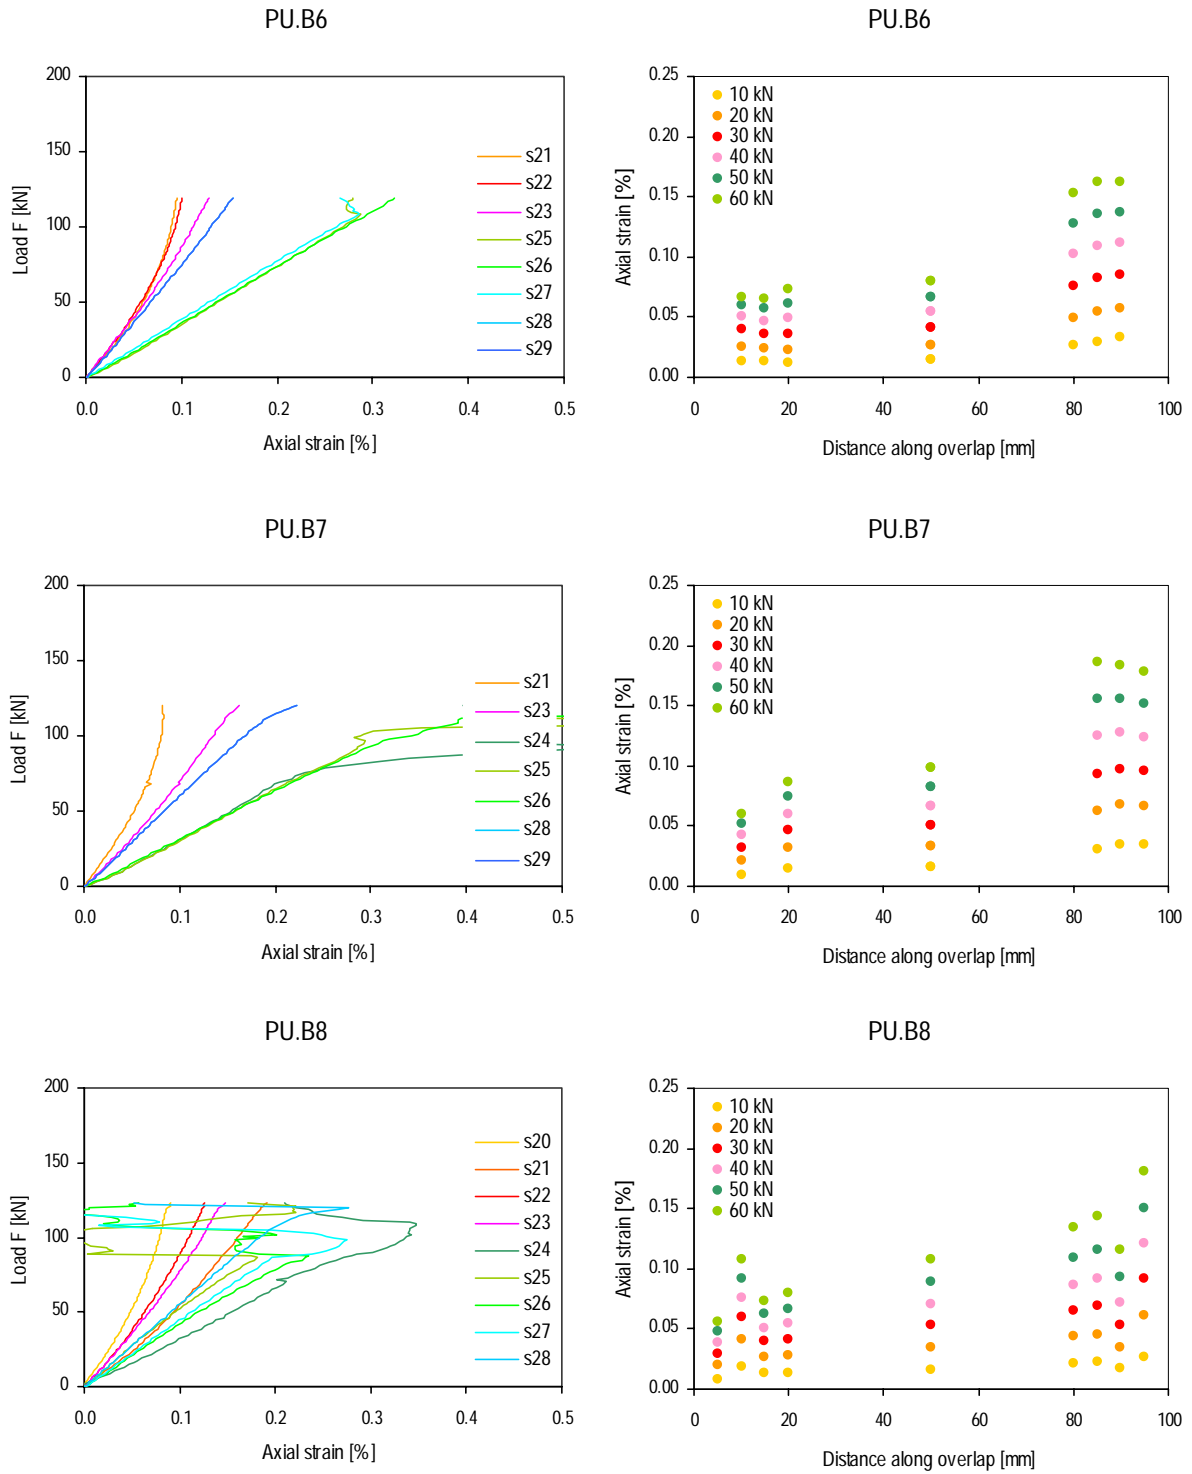 PU.B6
200
150
100
50
0
Load F [kN]
s21
s22
s23
s25
s26
s27
s28
s29
0.0 0.1 0.2 0.3 0.4 0.5
Axial strain [%]
PU.B6
0.25
0.20
0.15
0.10
0.05
0.00
Axial strain [%]
10 kN
20 kN
30 kN
40 kN
50 kN
60 kN
0 20 40 60 80 100
Distance along overlap [mm]
PU.B7
200
150
100
50
0
Load F [kN]
s21
s23
s24
s25
s26
s28
s29
0.0 0.1 0.2 0.3 0.4 0.5
Axial strain [%]
PU.B7
0.25
0.20
0.15
0.10
0.05
0.00
Axial strain [%]
10 kN
20 kN
30 kN
40 kN
50 kN
60 kN
0 20 40 60 80 100
Distance along overlap [mm]
PU.B8
200
150
100
50
0
Load F [kN]
s20
s21
s22
s23
s24
s25
s26
s27
s28
0.0 0.1 0.2 0.3 0.4 0.5
Axial strain [%]
PU.B8
0.25
0.20
0.15
0.10
0.05
0.00
Axial strain [%]
10 kN
20 kN
30 kN
40 kN
50 kN
60 kN
0 20 40 60 80 100
Distance along overlap [mm]